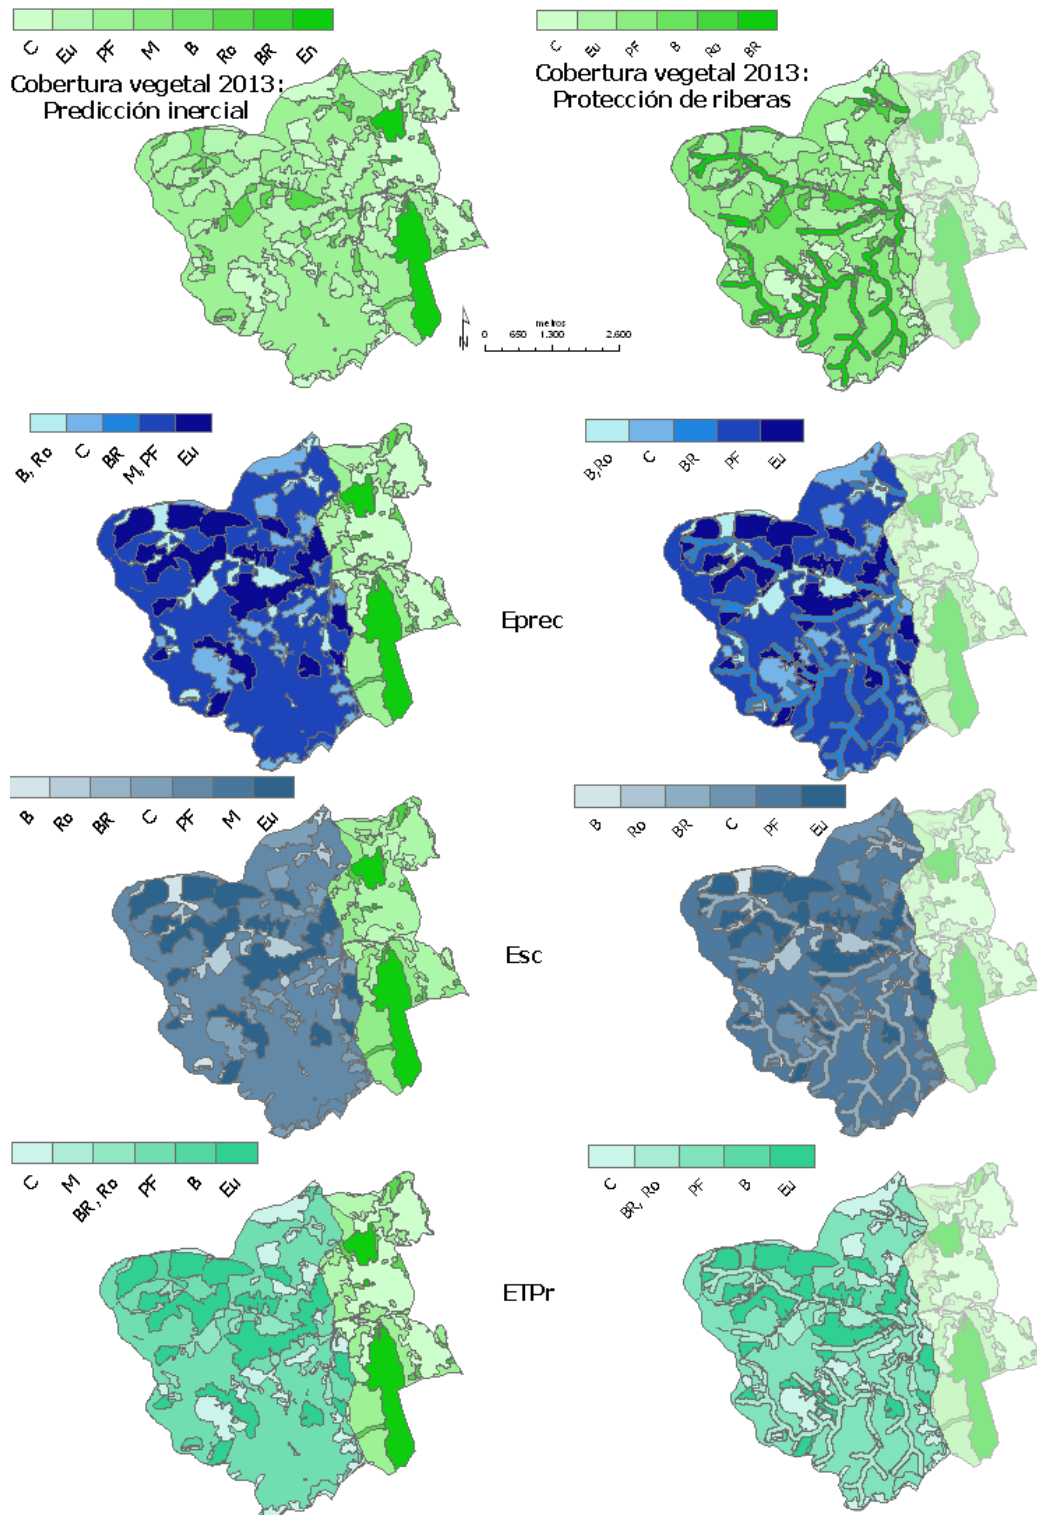 C Eu PF M B Ro BR En
Cobertura vegetal 2013:
Predicción inercial
C Eu PF B Ro BR
Cobertura vegetal 2013:
Protección de riberas
metros
0 650 1.300 2.600
N
B, Ro C BR M, PF Eu
B,Ro C BR PF Eu
Eprec
B Ro BR C PF M Eu
B Ro BR C PF Eu
Esc
C M BR, Ro PF B Eu
C BR, Ro PF B Eu
ETPr